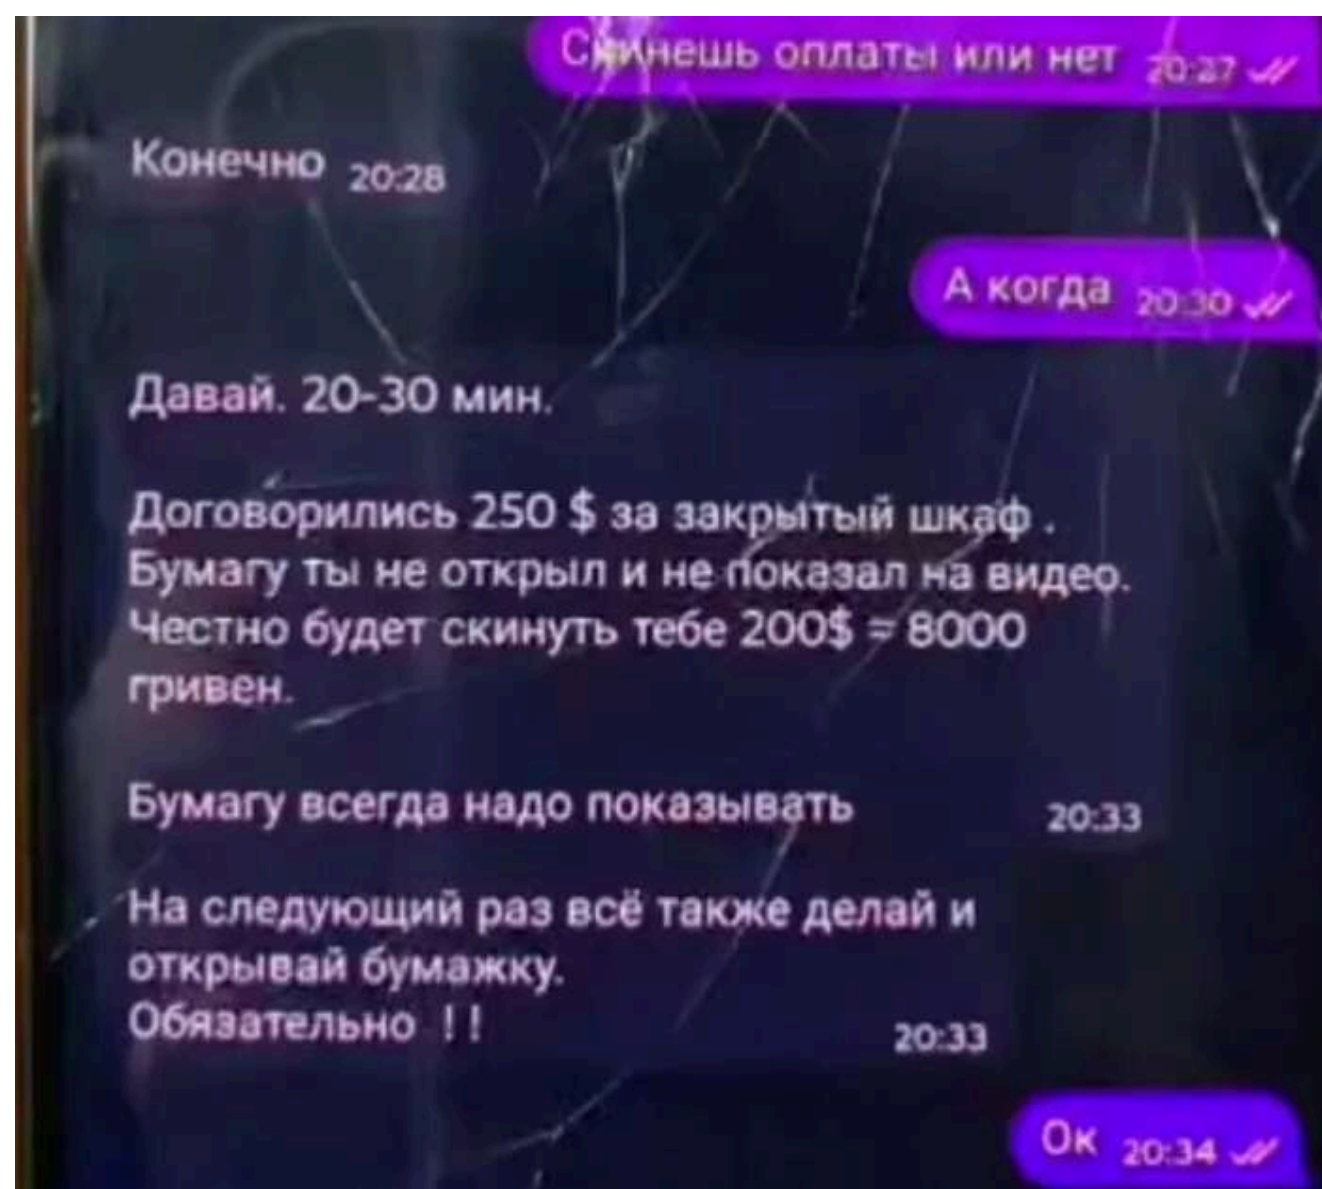 Скинешь оплаты или нет 20:27
Конечно 20:28
А когда 20:30
Давай. 20-30 мин.
Договорились 250 $ за закрытый шкаф .
Бумагу ты не открыл и не показал на видео.
Честно будет скинуть тебе 200$ = 8000
гривен.
Бумагу всегда надо показывать 20:33
На следующий раз всё также делай и
открывай бумажку.
Обязательно ! ! 20:33
Ок 20:34